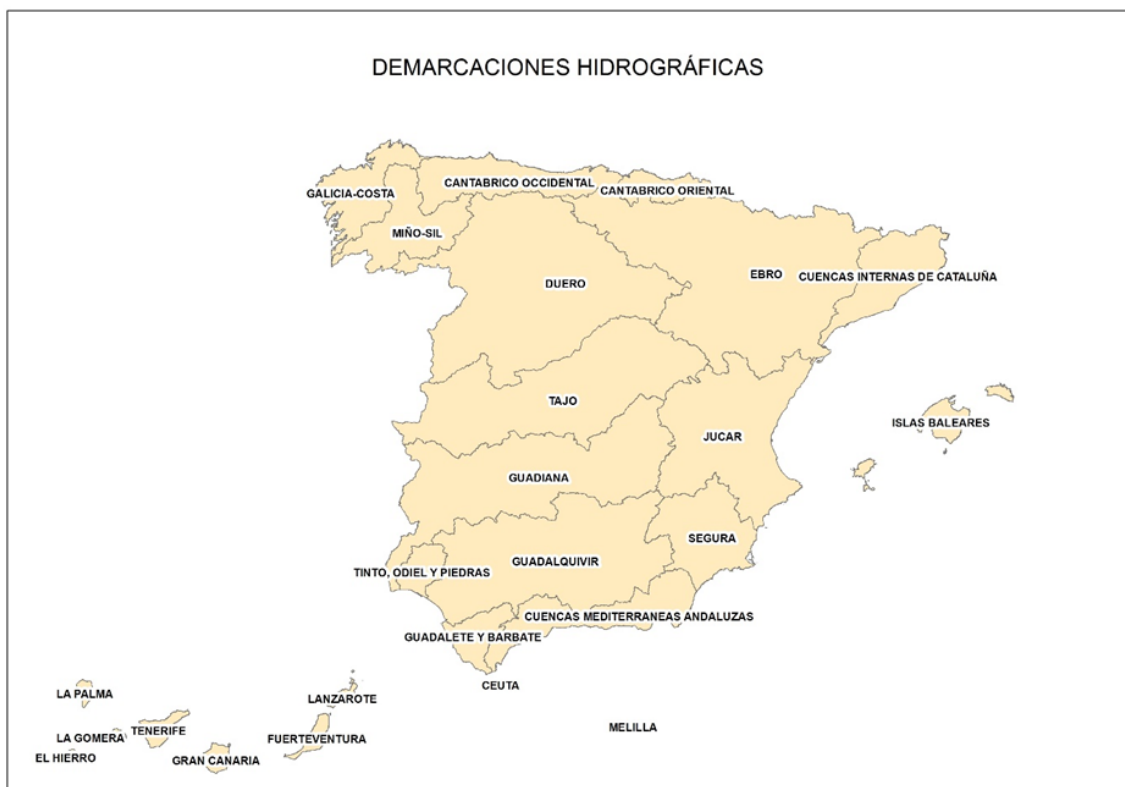 DEMARCACIONES HIDROGRÁFICAS
GALICIA-COSTA
CANTABRICO OCCIDENTAL
CANTABRICO ORIENTAL
MIÑO-SIL
DUERO
EBRO
CUENCAS INTERNAS DE CATALUÑA
TAJO
ISLAS BALEARES
JUCAR
GUADIANA
SEGURA
GUADALQUIVIR
TINTO, ODIEL Y PIEDRAS
CUENCAS MEDITERRANEAS ANDALUZAS
GUADALETE Y BARBATE
CEUTA
LA PALMA
LANZAROTE
MELILLA
TENERIFE
LA GOMERA
FUERTEVENTURA
EL HIERRO
GRAN CANARIA